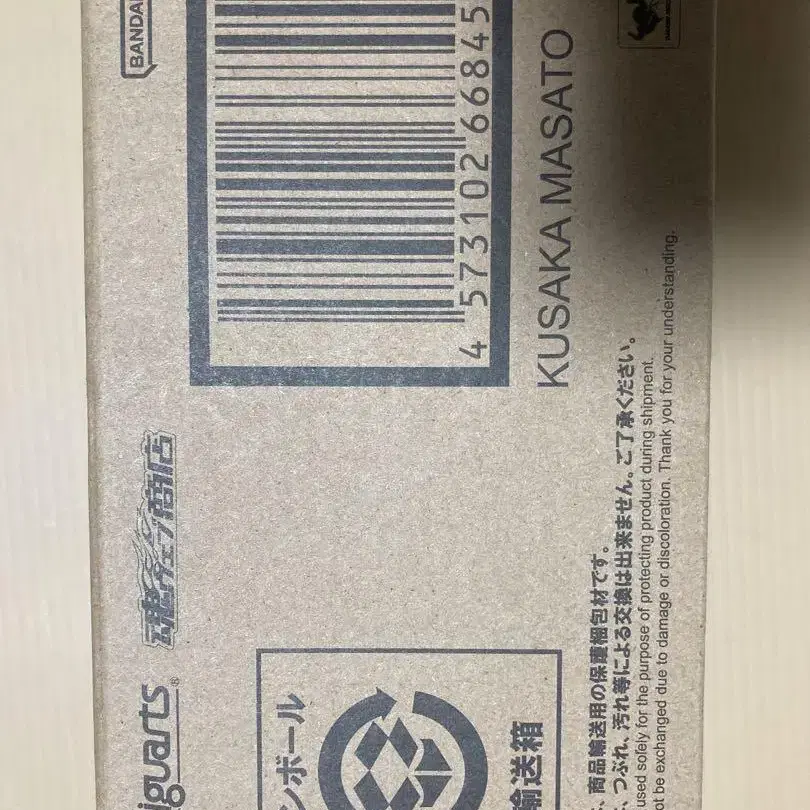 BANDA
魂ウェブ商店
iguarts®
4 573102 66845
KUSAKA MASATO
ンボール
輸送箱
、商品輸送用の保護梱包材です。
、つぶれ、汚れ等による交換は出来ません。ご了承ください。
used solely for the purpose of protecting product during shipment.
ot be exchanged due to damage or discoloration. Thank you for your understanding.